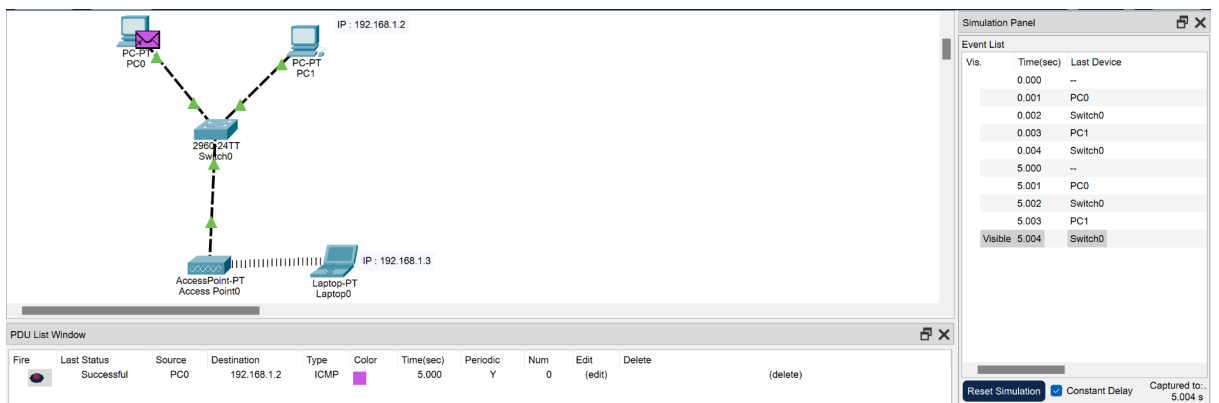 IP : 192.168.1.2
PC-PT
PC0
PC-PT
PC1
2960-24TT
Switch0
IP : 192.168.1.3
AccessPoint-PT
Access Point0
Laptop-PT
Laptop0
Simulation Panel
Event List
Vis. Time(sec) Last Device
0.000 --
0.001 PC0
0.002 Switch0
0.003 PC1
0.004 Switch0
5.000 --
5.001 PC0
5.002 Switch0
5.003 PC1
Visible 5.004 Switch0
Reset Simulation Constant Delay Captured to:
5.004 s
PDU List Window
Fire Last Status Source Destination Type Color Time(sec) Periodic Num Edit Delete
Successful PC0 192.168.1.2 ICMP 5.000 Y 0 (edit) (delete)